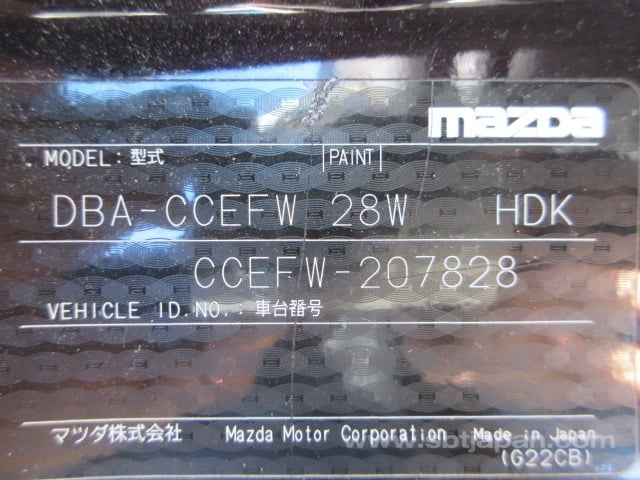 mazda
MODEL: 型式 PAINT
DBA-CCEFW 28W HDK
CCEFW-207828
VEHICLE ID.NO.: 車台番号
マツダ株式会社 Mazda Motor Corporation Made in Japan
www.sbtjapan.com
(G22CB)